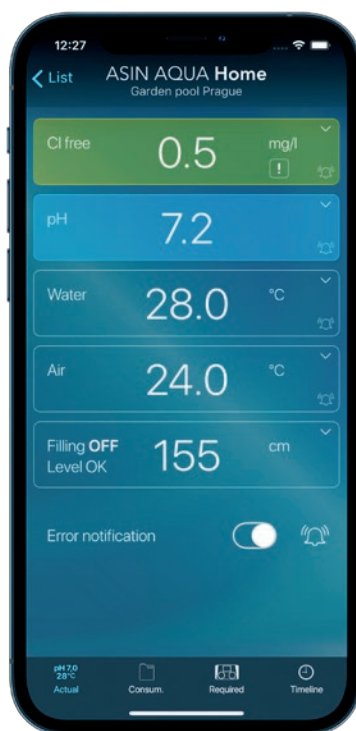 12:27
List
ASIN AQUA Home
Garden pool Prague
Cl free 0.5 mg/l
!
pH 7.2
Water 28.0 °C
Air 24.0 °C
Filling OFF
Level OK
155 cm
Error notification
pH 7,0
28°C
Actual
Consum.
Required
Timeline